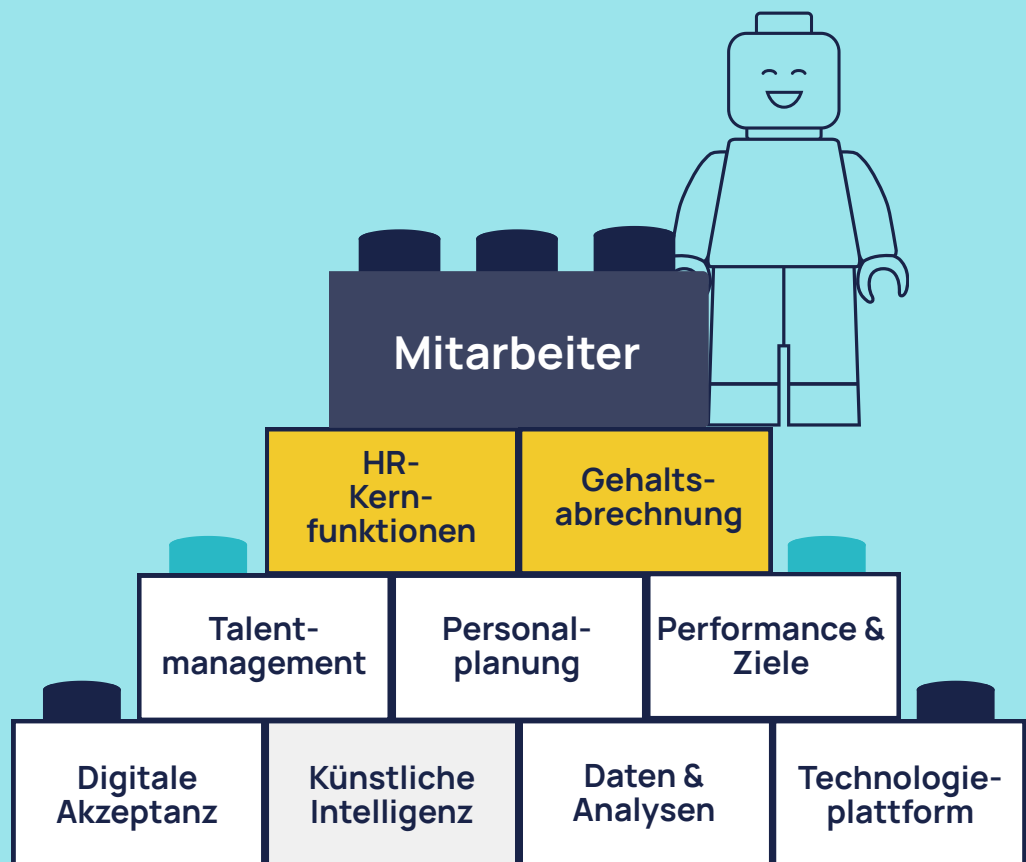 Mitarbeiter
HR-
Kern-
funktionen
Gehalts-
abrechnung
Talent-
management
Personal-
planung
Performance &
Ziele
Digitale
Akzeptanz
Künstliche
Intelligenz
Daten &
Analysen
Technologie-
plattform